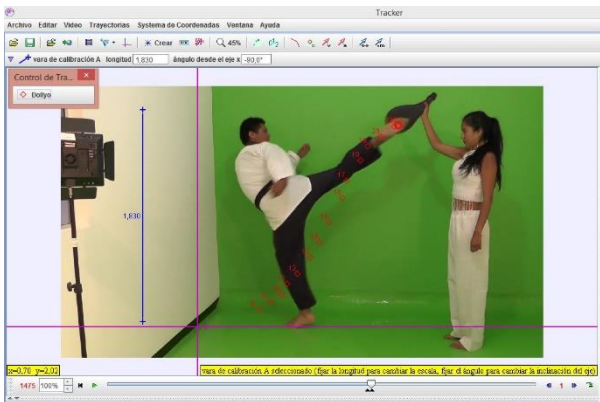 Tracker
Archivo Editar Video Trayectorias Systema de Coordenadas Ventana Ayuda
Crear 45%
vara de calibración A longitud 1,830 ángulo desde el eje x -90,0°
Control de Tra...
Dollyo
1,830
x=0,70 y=2,02
vara de calibración A seleccionado (fijar la longitud para cambiar la escala, fijar el ángulo para cambiar la inclinación del eje)
1475 100% 1